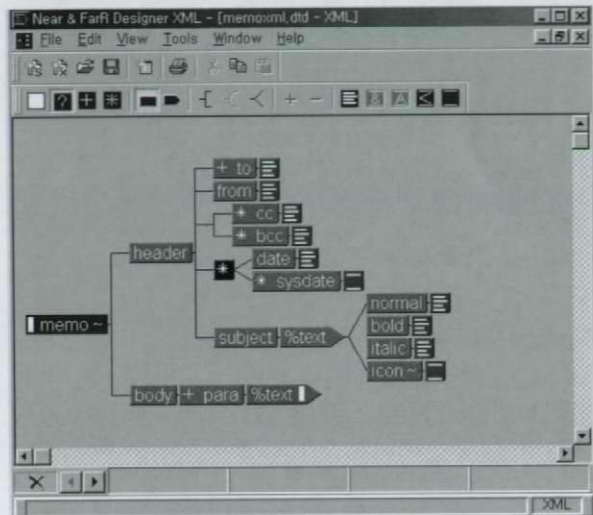 Near & FarR Designer XML - [memoxml.dtd - XML]
File Edit View Tools Window Help
+ to
from
* cc
* bcc
header
date
*
* sysdate
normal
memo ~
subject %text
bold
italic
icon ~
body + para %text
XML